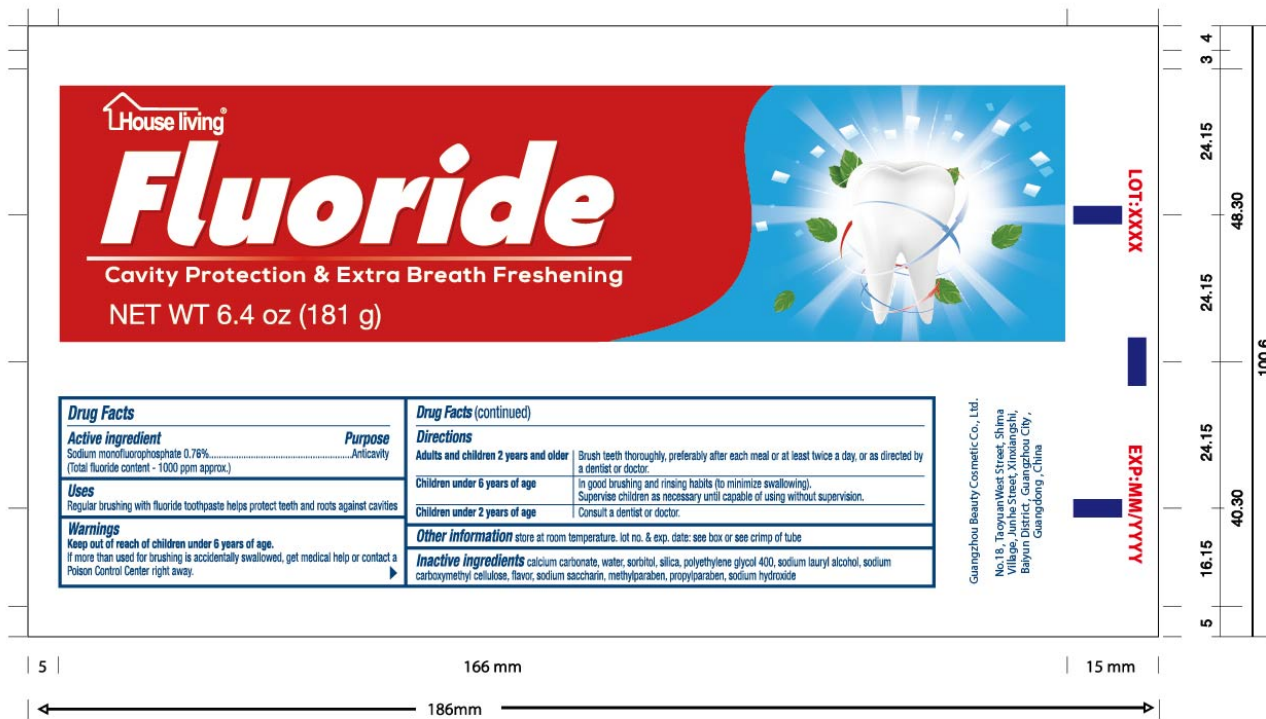 House living®
Fluoride
Cavity Protection & Extra Breath Freshening
NET WT 6.4 oz (181 g)
Drug Facts
Active ingredient Purpose
Sodium monofluorophosphate 0.76%..........................................Anticavity
(Total fluoride content - 1000 ppm approx.)
Uses
Regular brushing with fluoride toothpaste helps protect teeth and roots against cavities
Warnings
Keep out of reach of children under 6 years of age.
If more than used for brushing is accidentally swallowed, get medical help or contact a
Poison Control Center right away.
Drug Facts (continued)
Directions
Adults and children 2 years and older Brush teeth thoroughly, preferably after each meal or at least twice a day, or as directed by
a dentist or doctor.
Children under 6 years of age In good brushing and rinsing habits (to minimize swallowing).
Supervise children as necessary until capable of using without supervision.
Children under 2 years of age Consult a dentist or doctor.
Other information store at room temperature. lot no. & exp. date: see box or see crimp of tube
Inactive ingredients calcium carbonate, water, sorbitol, silica, polyethylene glycol 400, sodium lauryl alcohol, sodium
carboxymethyl cellulose, flavor, sodium saccharin, methylparaben, propylparaben, sodium hydroxide
Guangzhou Beauty Cosmetic Co., Ltd.
No.18 , Taoyuan West Street, Shima
Village, Junhe Street, Xinxiangshi,
Baiyun District , Guangzhou City ,
Guangdong , China
LOT:XXXX
EXP:MM/YYYY
4
3
24.15
24.15
24.15
16.15
5
48.30
40.30
100.6
5
166 mm
15 mm
186mm